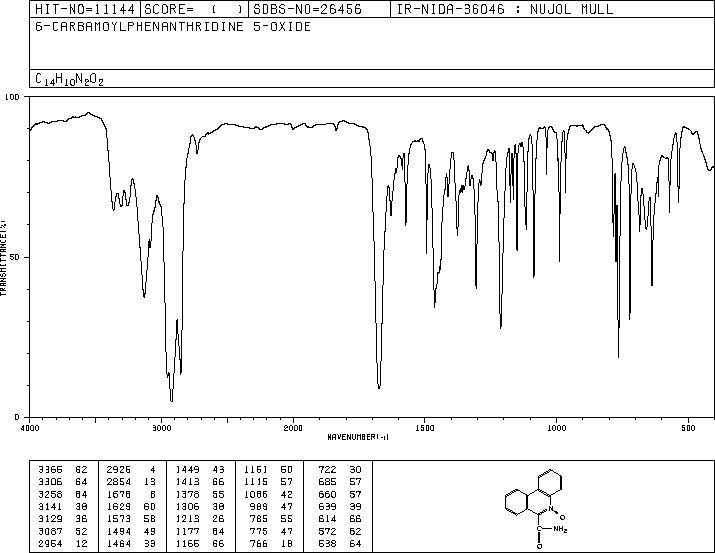 HIT-NO=11144 SCORE= ( ) SDBS-NO=26456 IR-NIDA-36046 : NUJOL MULL
6-CARBAMOYLPHENANTHRIDINE 5-OXIDE
C14H10N2O2
100
50
0
TRANSMITTANCE(%)
4000 3000 2000 1500 1000 500
WAVENUMBER(-1)
3366 62 2926 4 1449 43 1151 50 722 30
3306 64 2854 13 1413 66 1115 57 685 57
3258 64 1678 8 1378 55 1086 42 660 57
3141 38 1629 60 1306 38 989 47 639 39
3129 36 1573 58 1213 26 785 55 614 66
3087 52 1494 49 1177 84 775 47 572 62
2954 12 1464 33 1165 66 766 18 538 64
N O
C NH2
O